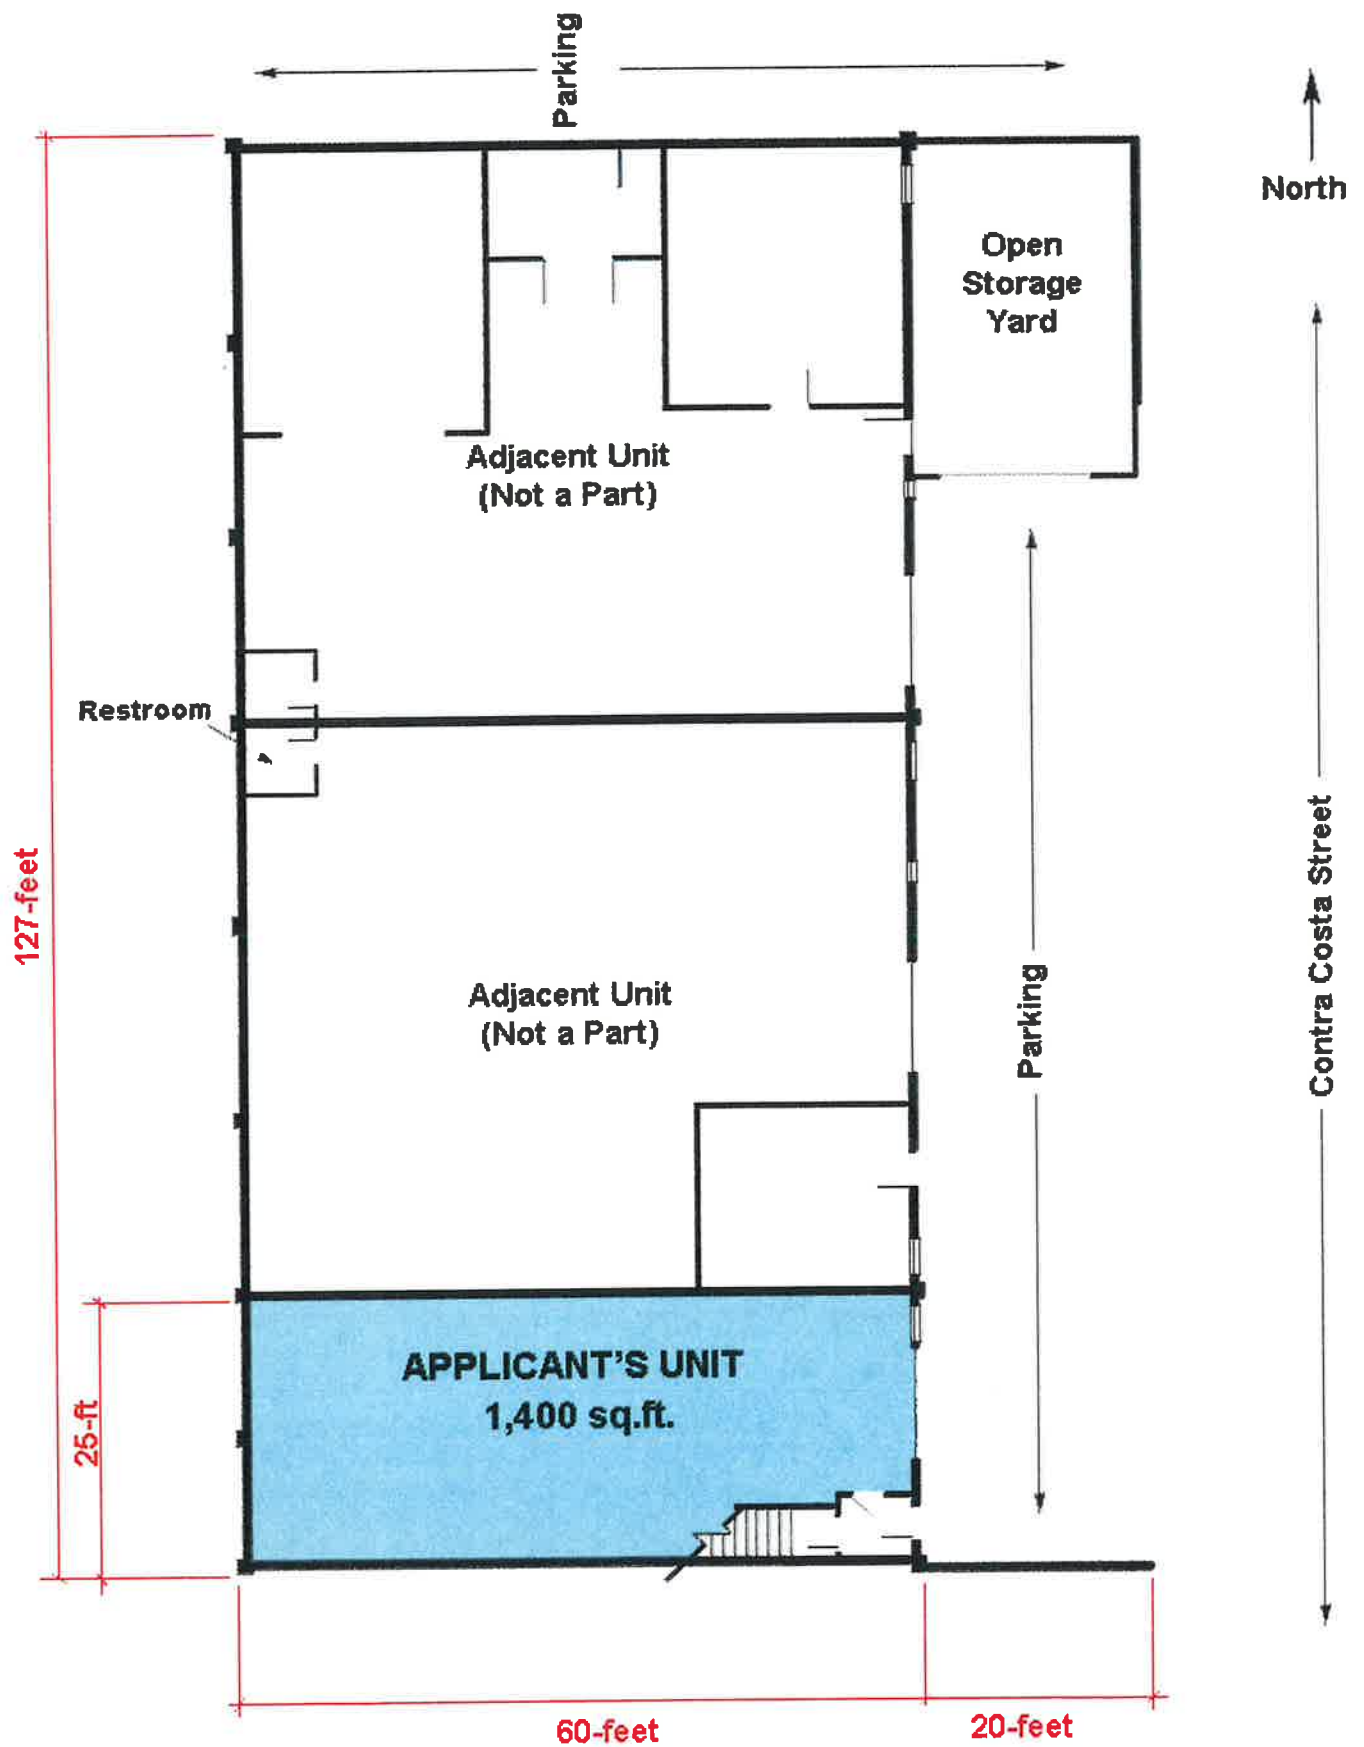 Parking
North
Open
Storage
Yard
Adjacent Unit
(Not a Part)
Restroom
127-feet
Contra Costa Street
Parking
Adjacent Unit
(Not a Part)
APPLICANT'S UNIT
1,400 sq.ft.
25-ft
60-feet
20-feet